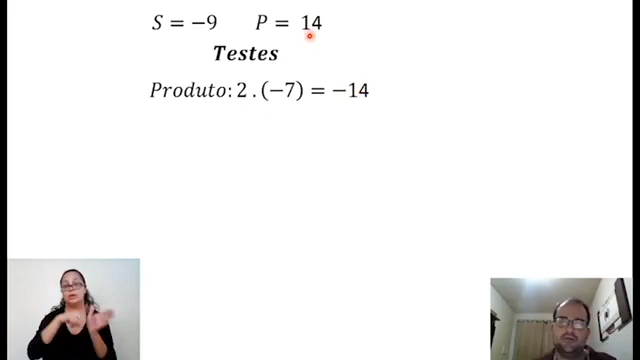 S = −9 P = 14
Testes
Produto: 2 . (−7) = −14